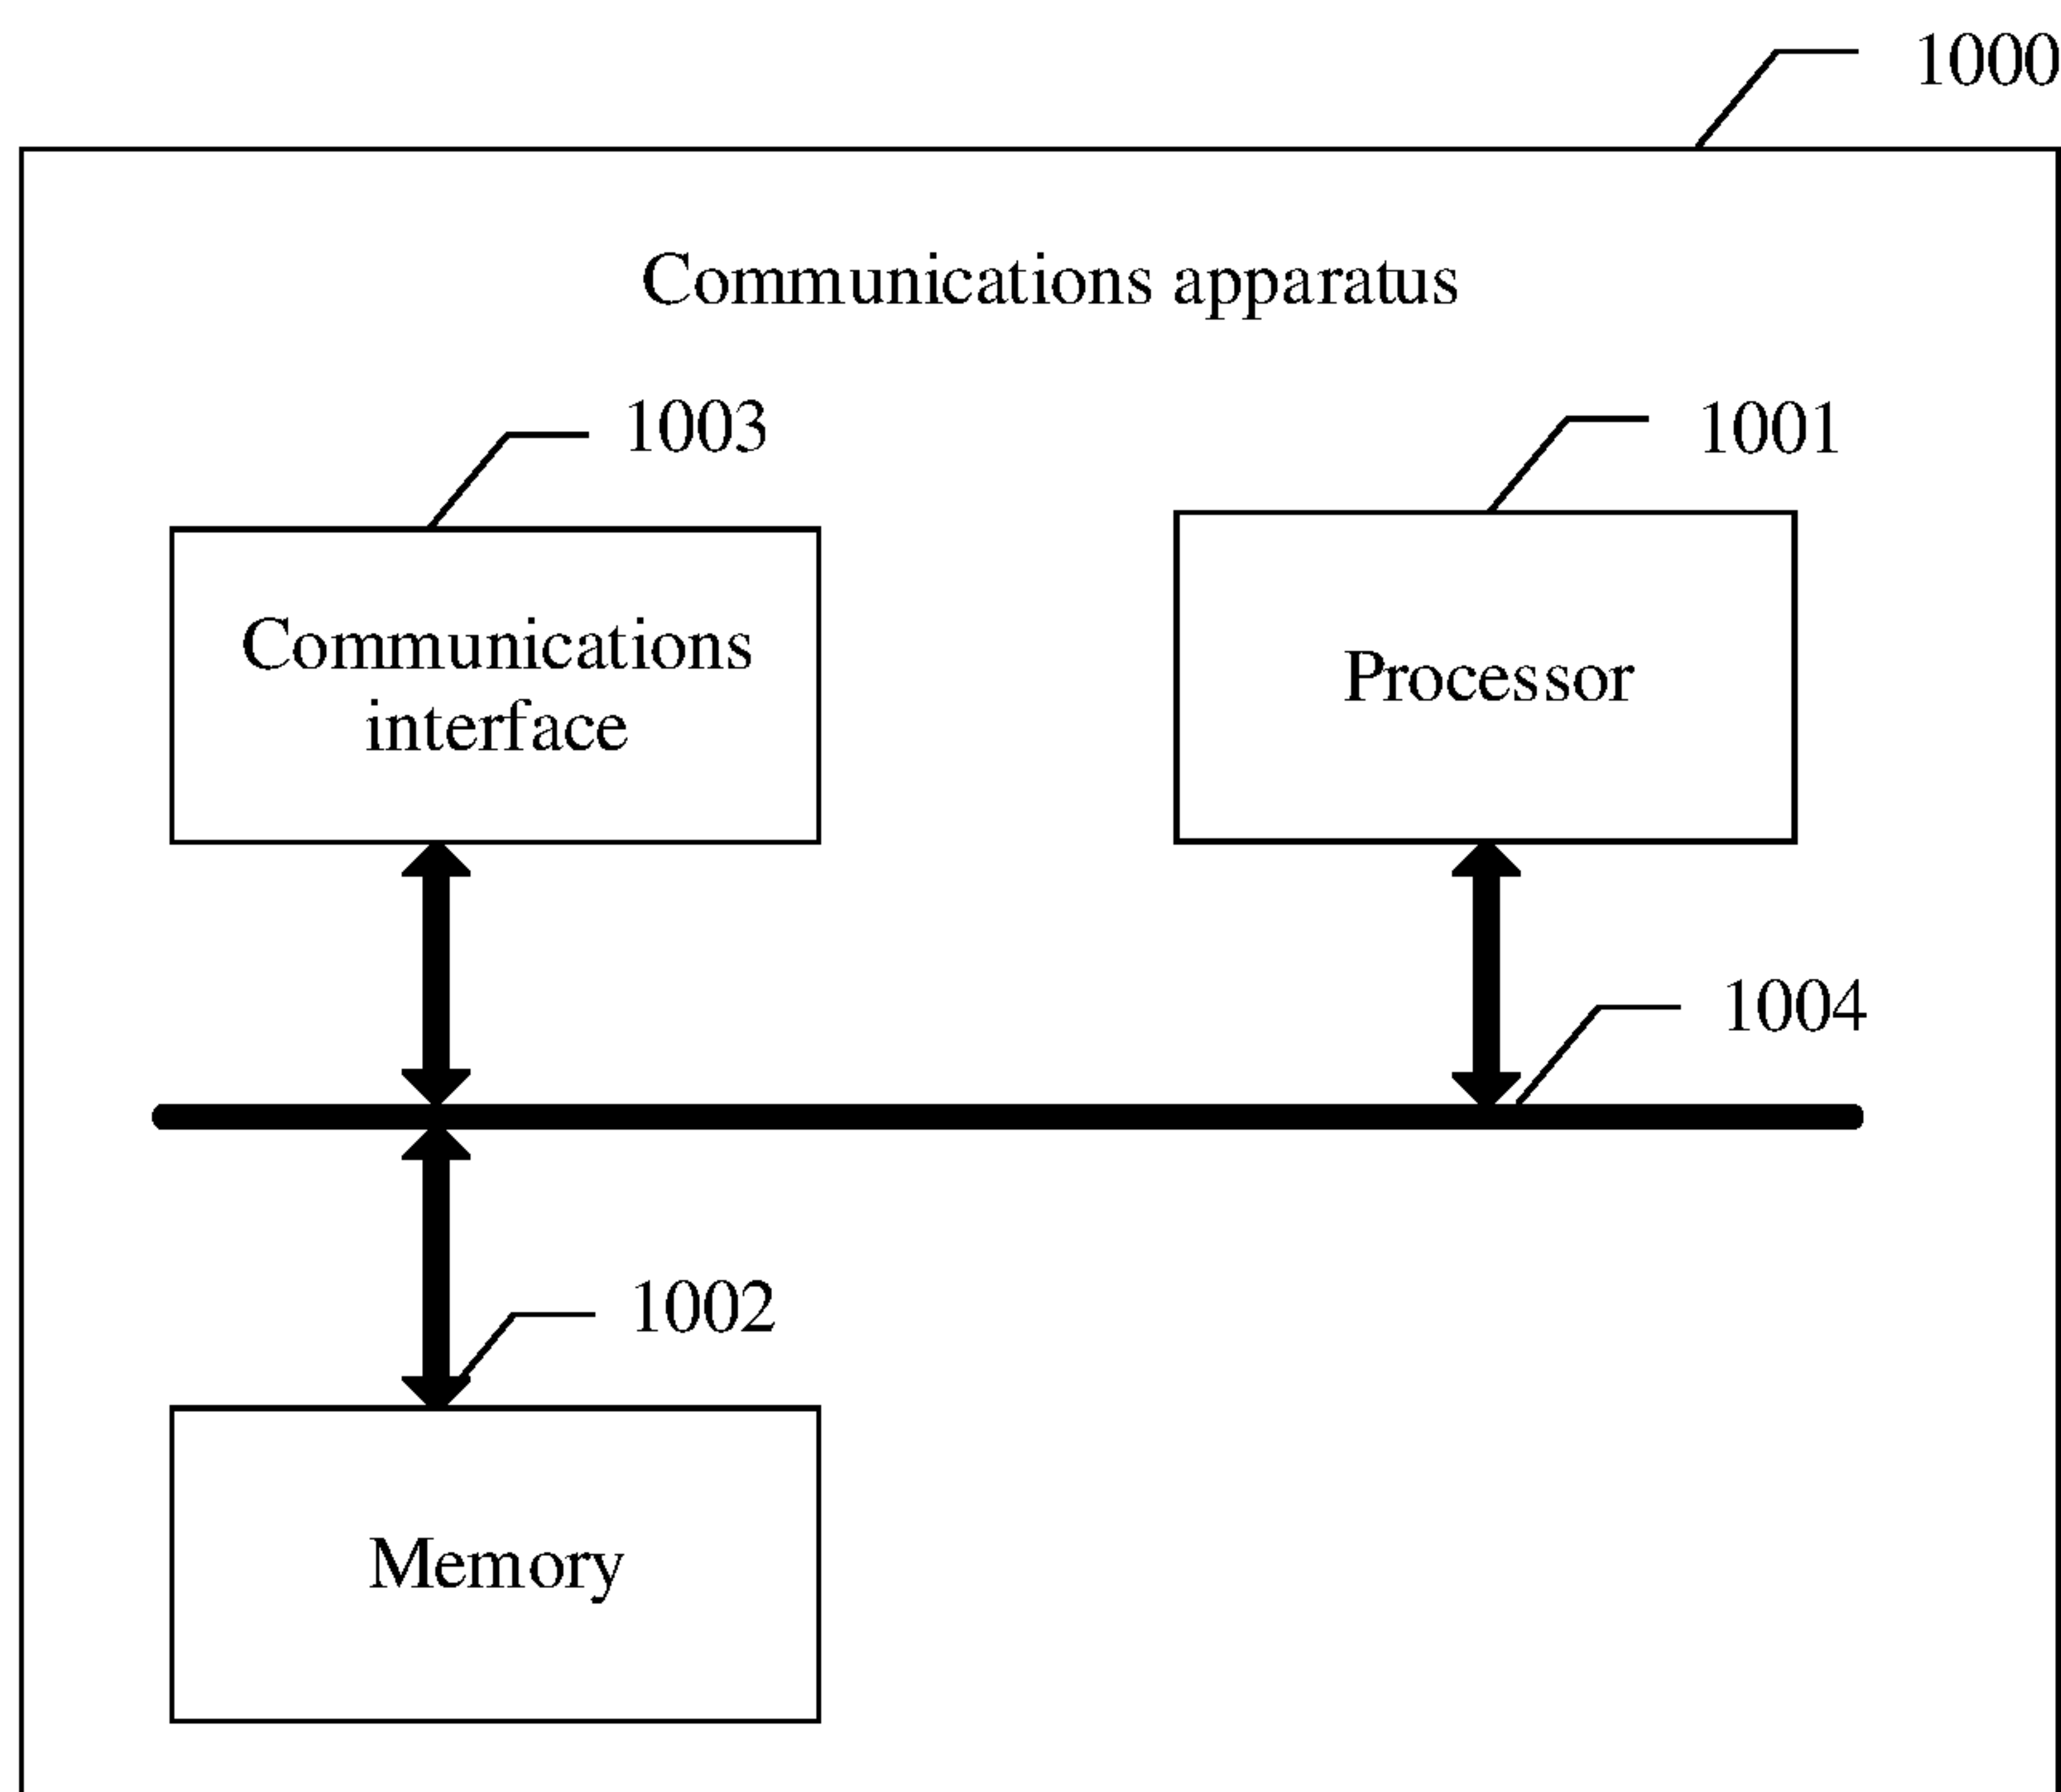 1000
Communications apparatus
1003
1001
Communications
interface
Processor
1004
1002
Memory